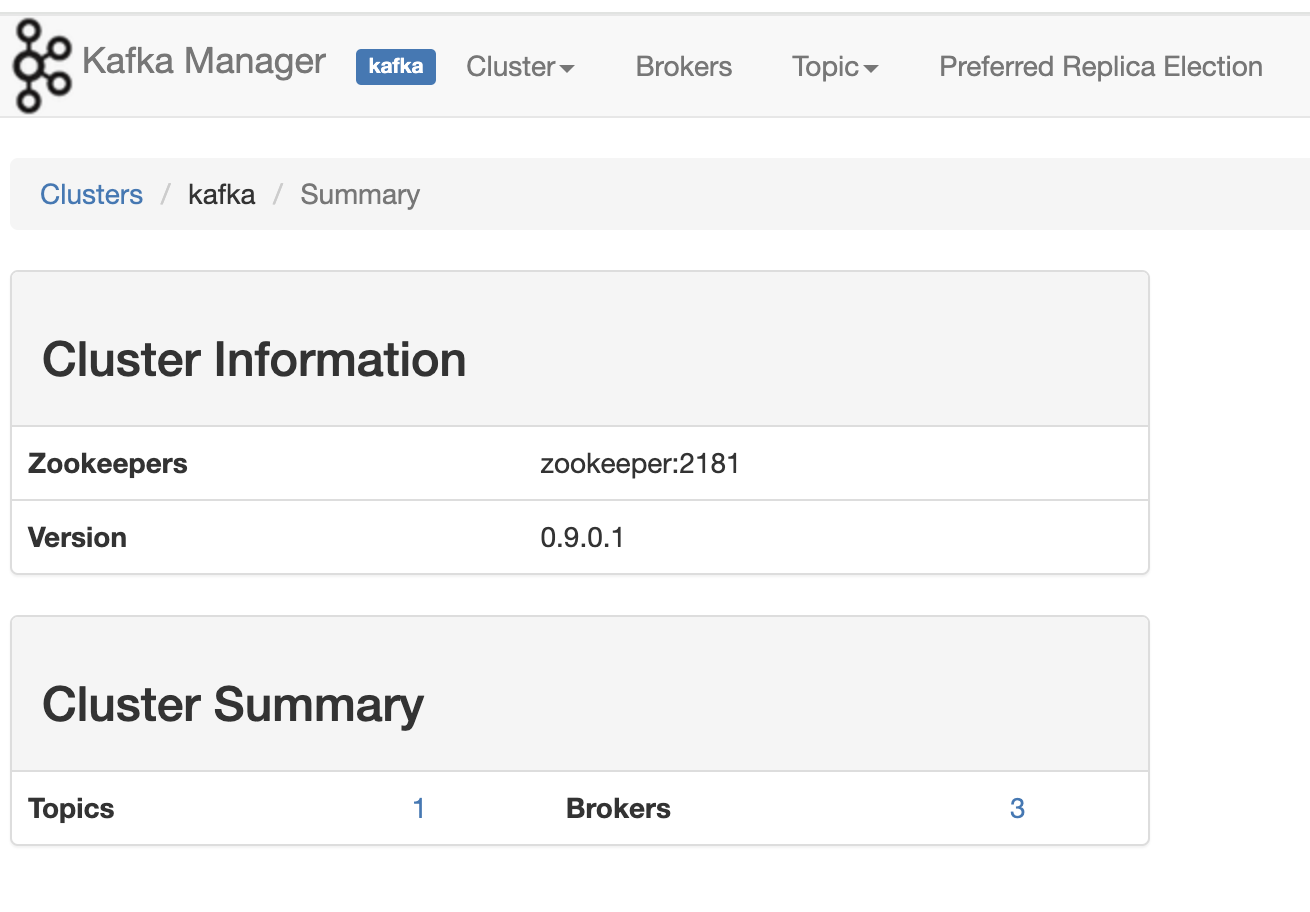 Kafka Manager kafka Cluster Brokers Topic Preferred Replica Election
Clusters / kafka / Summary
Cluster Information
Zookeepers zookeeper:2181
Version 0.9.0.1
Cluster Summary
Topics 1 Brokers 3